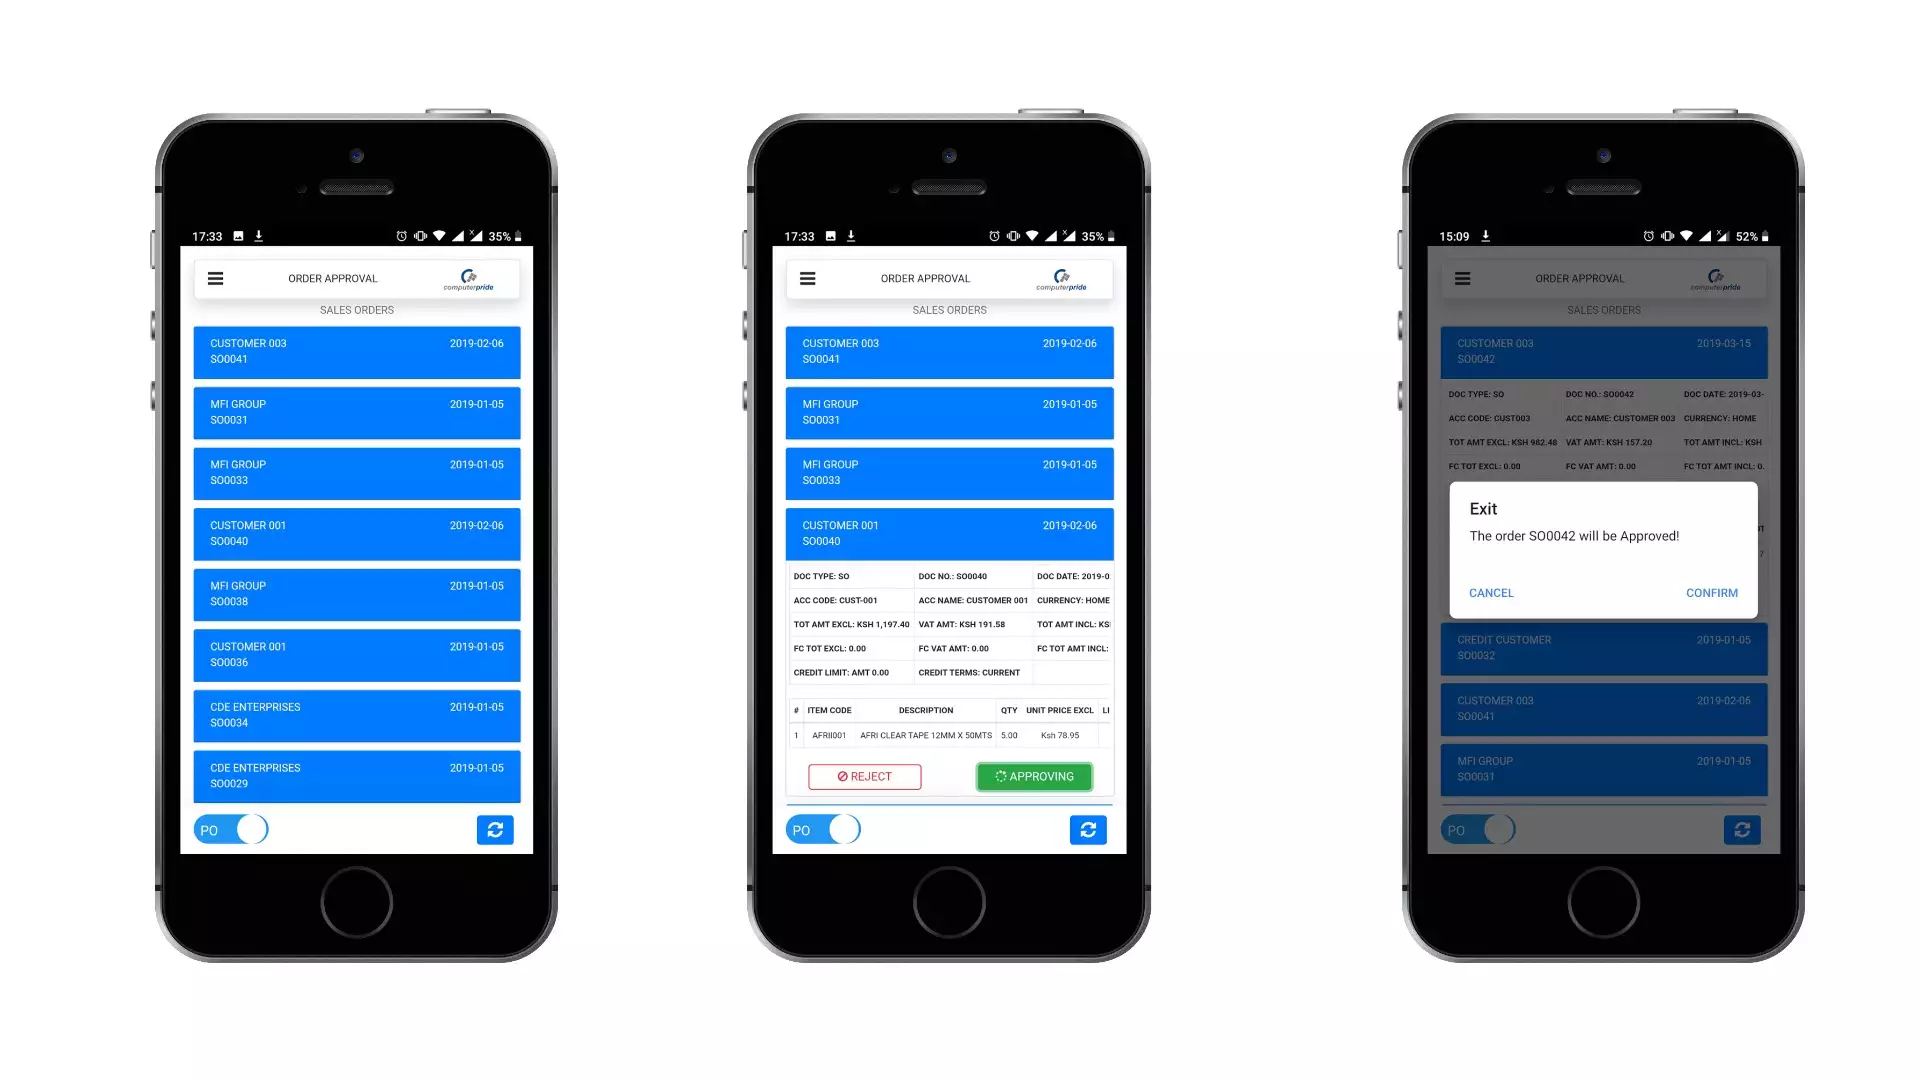 17:33
35%
ORDER APPROVAL
computerpride
SALES ORDERS
CUSTOMER 003 2019-02-06
SO0041
MFI GROUP 2019-01-05
SO0031
MFI GROUP 2019-01-05
SO0033
CUSTOMER 001 2019-02-06
SO0040
MFI GROUP 2019-01-05
SO0038
CUSTOMER 001 2019-01-05
SO0036
CDE ENTERPRISES 2019-01-05
SO0034
CDE ENTERPRISES 2019-01-05
SO0029
PO
17:33
35%
ORDER APPROVAL
computerpride
SALES ORDERS
CUSTOMER 003 2019-02-06
SO0041
MFI GROUP 2019-01-05
SO0031
MFI GROUP 2019-01-05
SO0033
CUSTOMER 001 2019-02-06
SO0040
DOC TYPE: SO DOC NO.: SO0040 DOC DATE: 2019-0
ACC CODE: CUST-001 ACC NAME: CUSTOMER 001 CURRENCY: HOME
TOT AMT EXCL: KSH 1,197.40 VAT AMT: KSH 191.58 TOT AMT INCL: KS
FC TOT EXCL: 0.00 FC VAT AMT: 0.00 FC TOT AMT INCL:
CREDIT LIMIT: AMT 0.00 CREDIT TERMS: CURRENT
# ITEM CODE DESCRIPTION QTY UNIT PRICE EXCL LI
1 AFRII001 AFRI CLEAR TAPE 12MM X 50MTS 5.00 Ksh 78.95
REJECT APPROVING
PO
15:09
52%
ORDER APPROVAL
computerpride
SALES ORDERS
CUSTOMER 003 2019-03-15
SO0042
DOC TYPE: SO DOC NO.: SO0042 DOC DATE: 2019-03-
ACC CODE: CUST003 ACC NAME: CUSTOMER 003 CURRENCY: HOME
TOT AMT EXCL: KSH 982.48 VAT AMT: KSH 157.20 TOT AMT INCL: KSH
FC TOT EXCL: 0.00 FC VAT AMT: 0.00 FC TOT AMT INCL: 0.
Exit
The order SO0042 will be Approved!
CANCEL CONFIRM
CREDIT CUSTOMER 2019-01-05
SO0032
CUSTOMER 003 2019-02-06
SO0041
MFI GROUP 2019-01-05
SO0031
PO